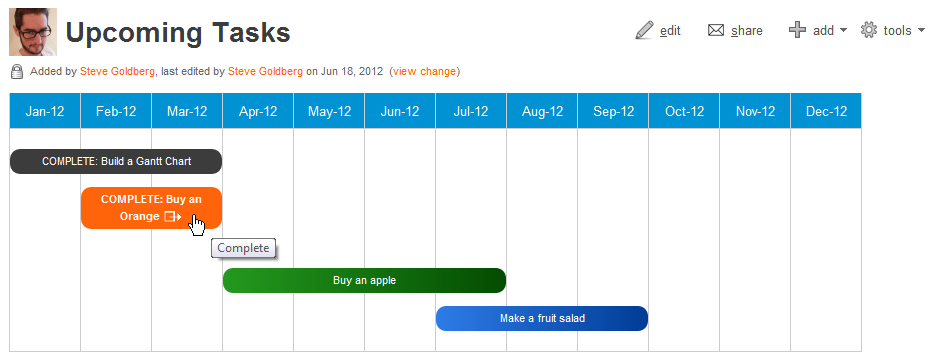 Upcoming Tasks
edit share add tools
Added by Steve Goldberg, last edited by Steve Goldberg on Jun 18, 2012 (view change)
Jan-12 Feb-12 Mar-12 Apr-12 May-12 Jun-12 Jul-12 Aug-12 Sep-12 Oct-12 Nov-12 Dec-12
COMPLETE: Build a Gantt Chart
COMPLETE: Buy an
Orange
Complete
Buy an apple
Make a fruit salad